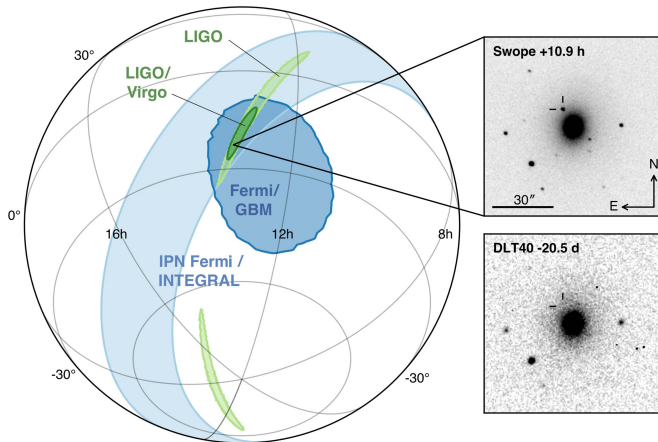 LIGO
LIGO/
Virgo
30°
Fermi/
GBM
0°
16h
12h
8h
IPN Fermi /
INTEGRAL
-30°
-30°
Swope +10.9 h
N
30″
E
DLT40 -20.5 d